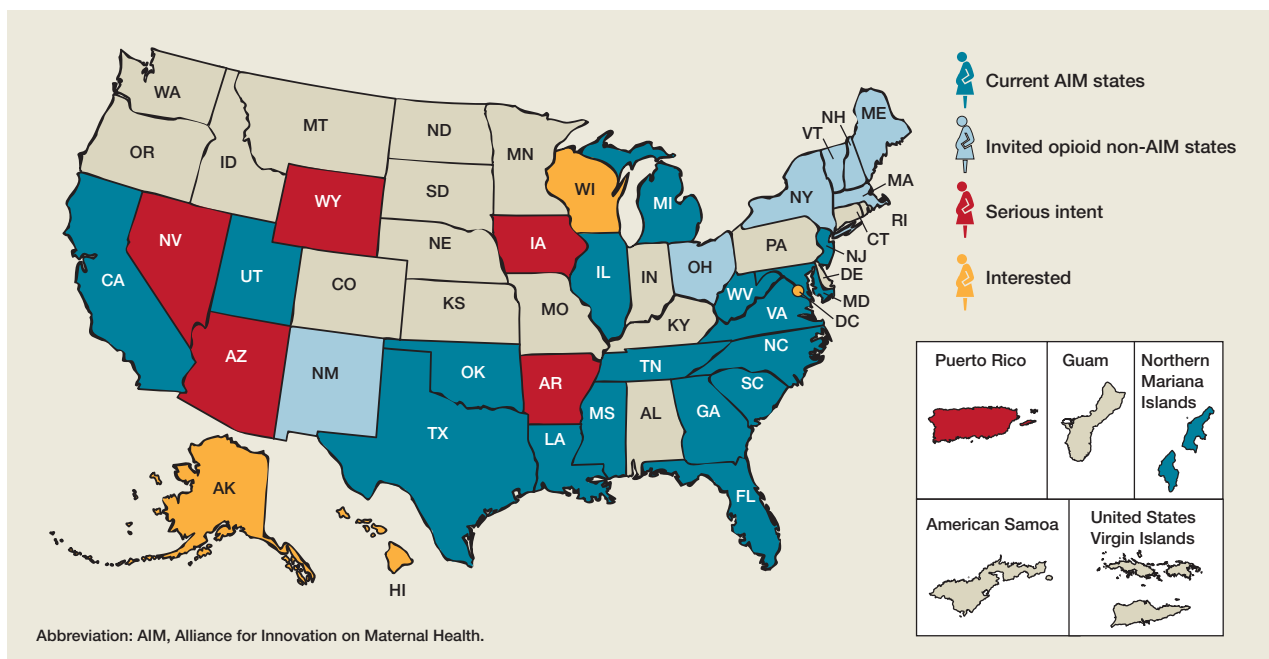 WA
OR
ID
MT
ND
MN
SD
WY
NE
IA
WI
MI
NV
UT
CO
KS
MO
IL
IN
OH
KY
WV
VA
PA
NY
VT
NH
ME
MA
RI
CT
NJ
DE
MD
DC
CA
AZ
NM
OK
AR
TN
NC
SC
MS
AL
GA
TX
LA
FL
AK
HI
Current AIM states
Invited opioid non-AIM states
Serious intent
Interested
Puerto Rico
Guam
Northern
Mariana
Islands
American Samoa
United States
Virgin Islands
Abbreviation: AIM, Alliance for Innovation on Maternal Health.